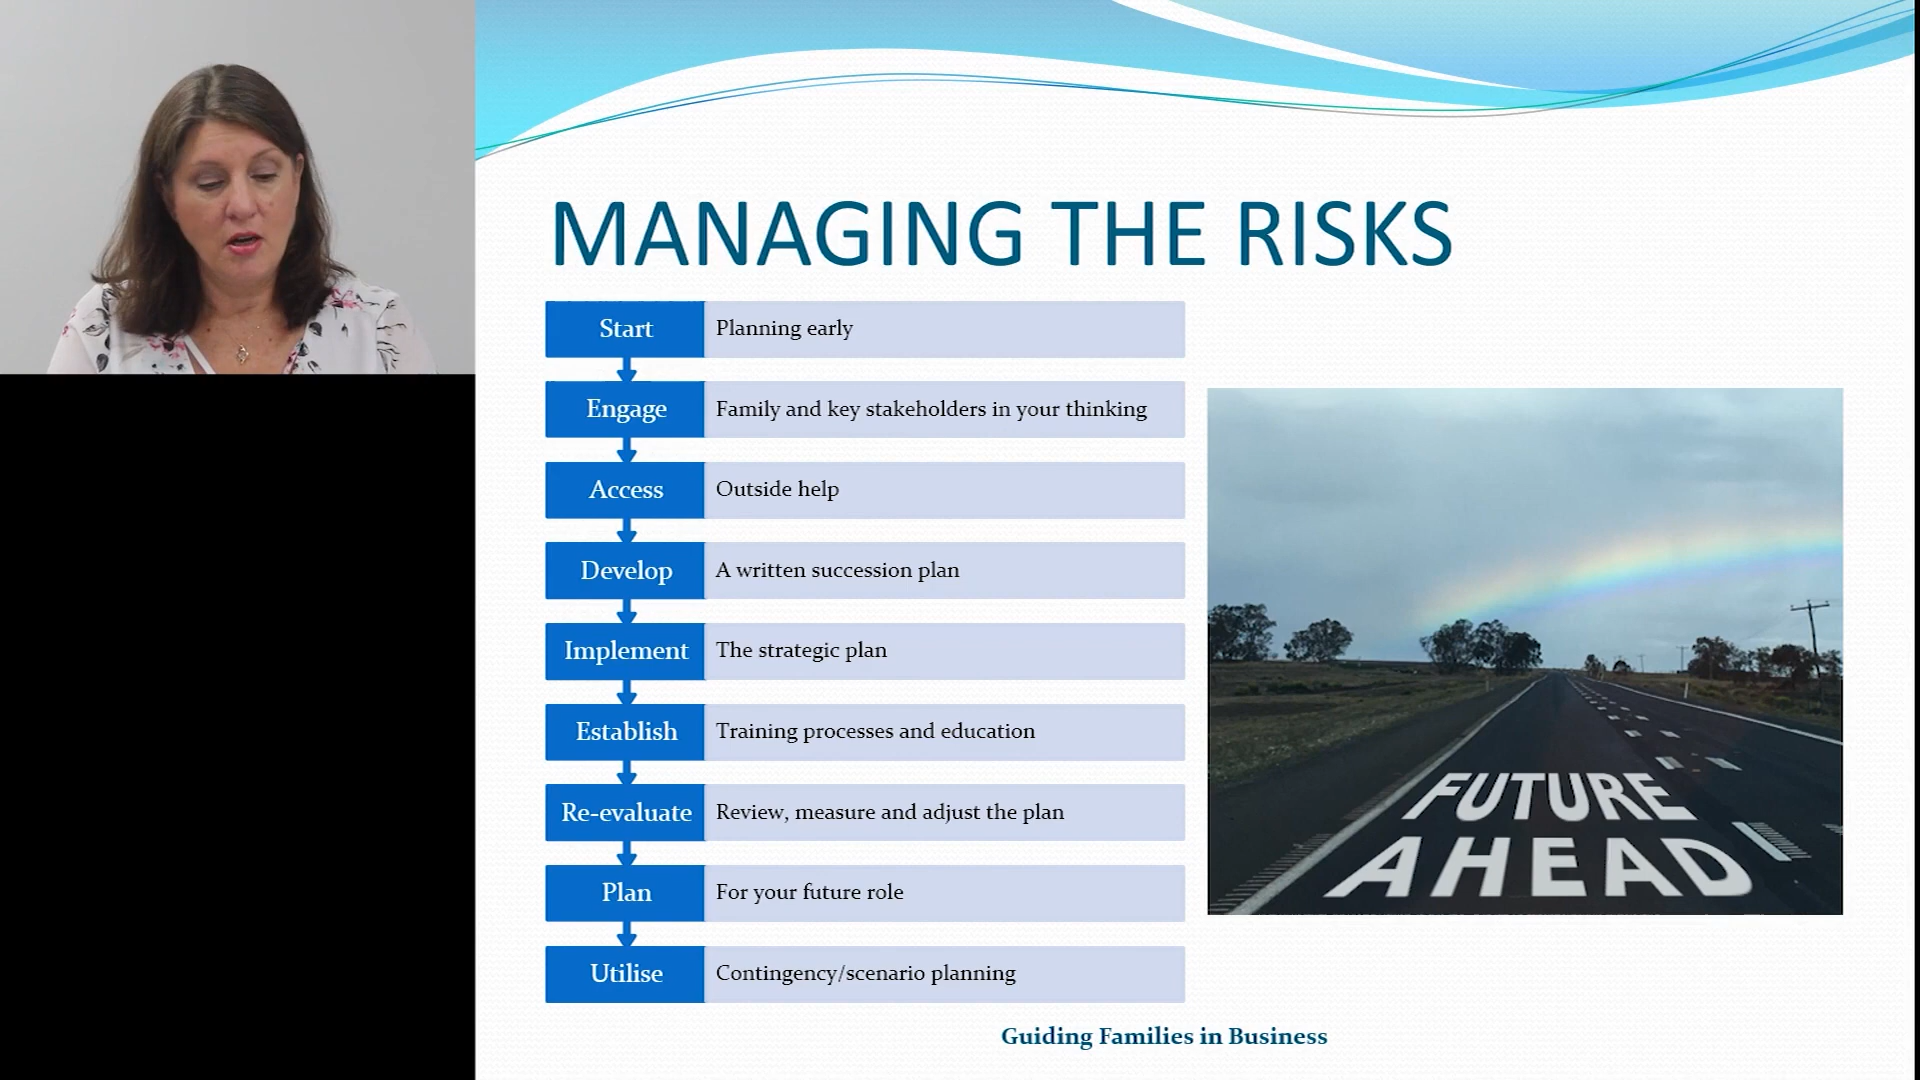 MANAGING THE RISKS
Start
Planning early
Engage
Family and key stakeholders in your thinking
Access
Outside help
Develop
A written succession plan
Implement
The strategic plan
Establish
Training processes and education
Re-evaluate
Review, measure and adjust the plan
Plan
For your future role
Utilise
Contingency/scenario planning
FUTURE
AHEAD
Guiding Families in Business